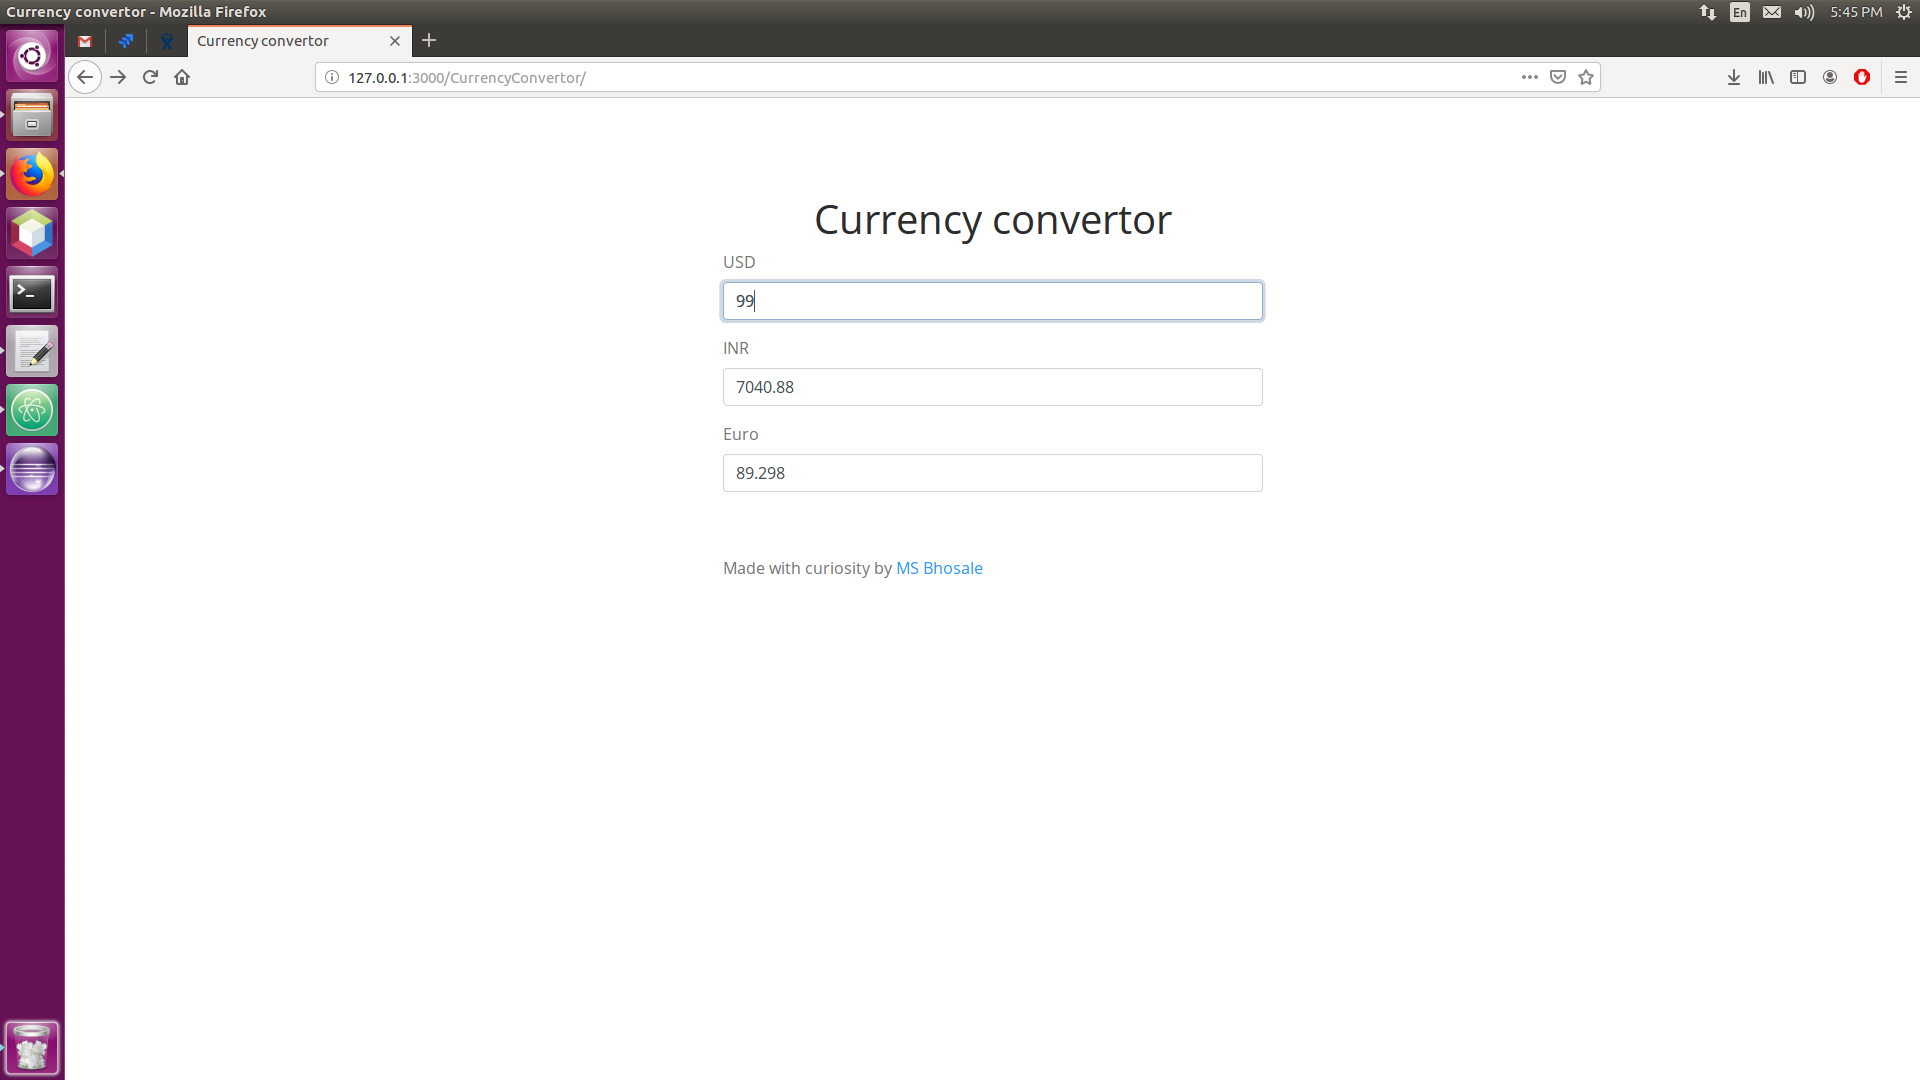 Currency convertor - Mozilla Firefox
En
5:45 PM
Currency convertor
127.0.0.1:3000/CurrencyConvertor/
Currency convertor
USD
99
INR
7040.88
Euro
89.298
Made with curiosity by MS Bhosale